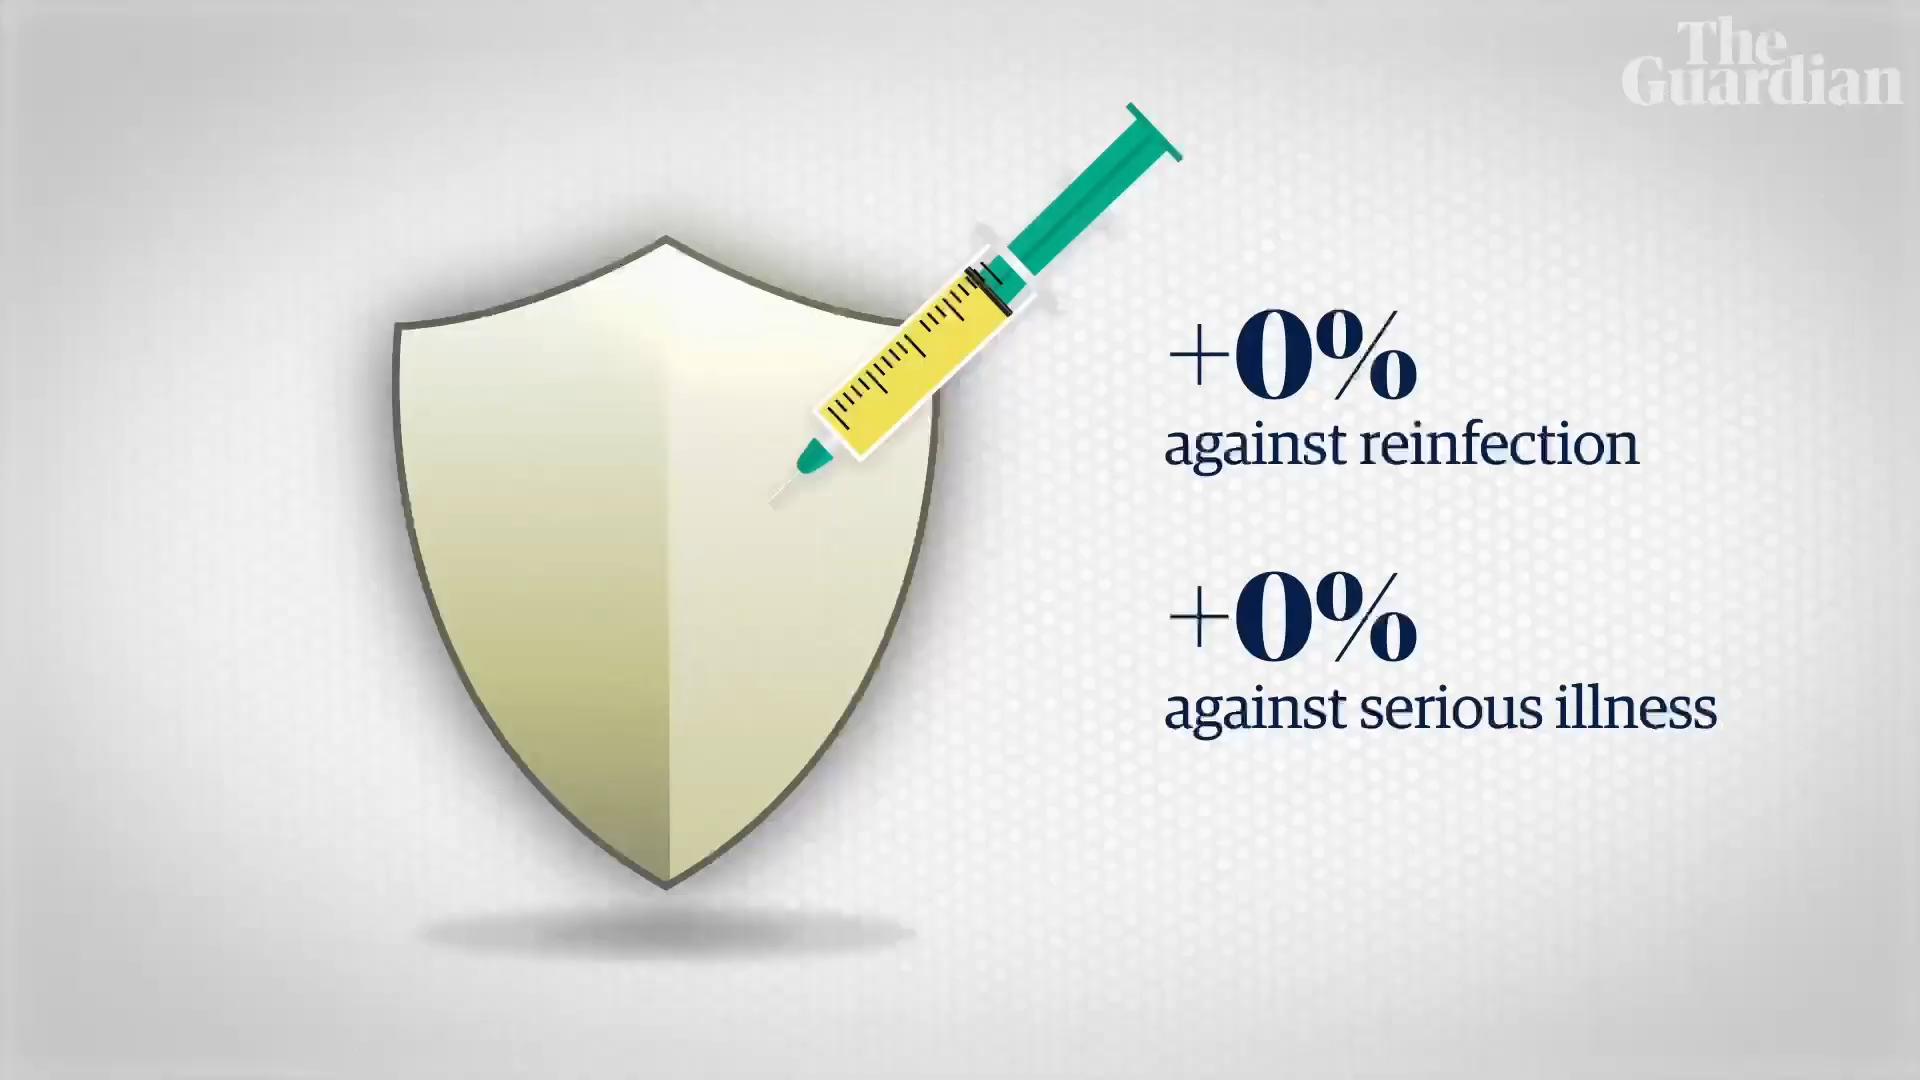 The
Guardian
+0%
against reinfection
+0%
against serious illness